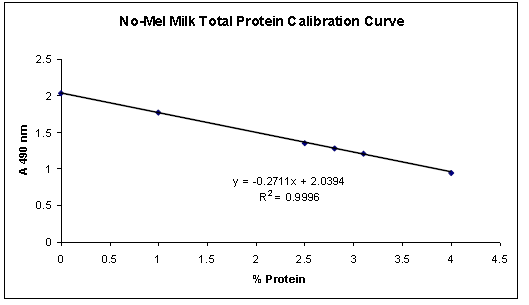 No-Mel Milk Total Protein Calibration Curve
2.5
2
1.5
1
0.5
0
A 490 nm
y = -0.2711x + 2.0394
R2 = 0.9996
0 0.5 1 1.5 2 2.5 3 3.5 4 4.5
% Protein